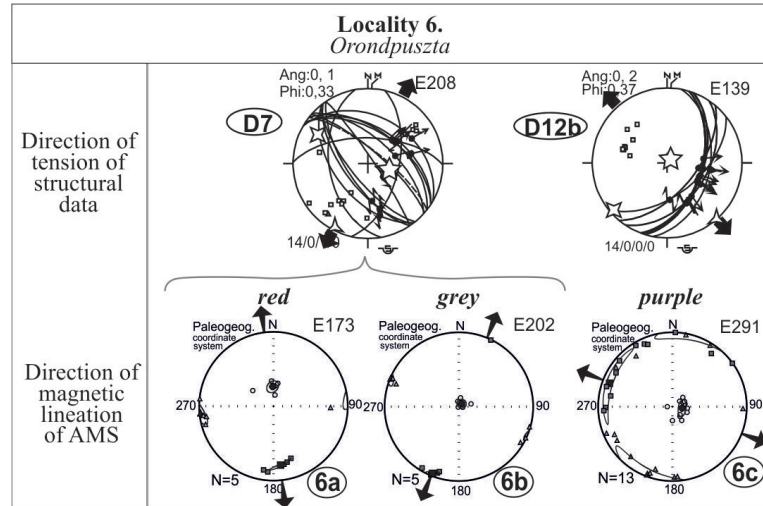 Locality 6.
Orondpuszta
Direction of
tension of
structural
data
Ang:0, 1
Phi:0,33
N M
E208
D7
14/0/
S
Ang:0, 2
Phi:0,37
N M
E139
D12b
14/0/0/0
S
Direction of
magnetic
lineation
of AMS
red
Paleogeog.
coordinate
system
N
E173
270
90
N=5
180
6a
grey
Paleogeog.
coordinate
system
N
E202
270
90
N=5
180
6b
purple
Paleogeog.
coordinate
system
N
E291
270
90
N=13
180
6c